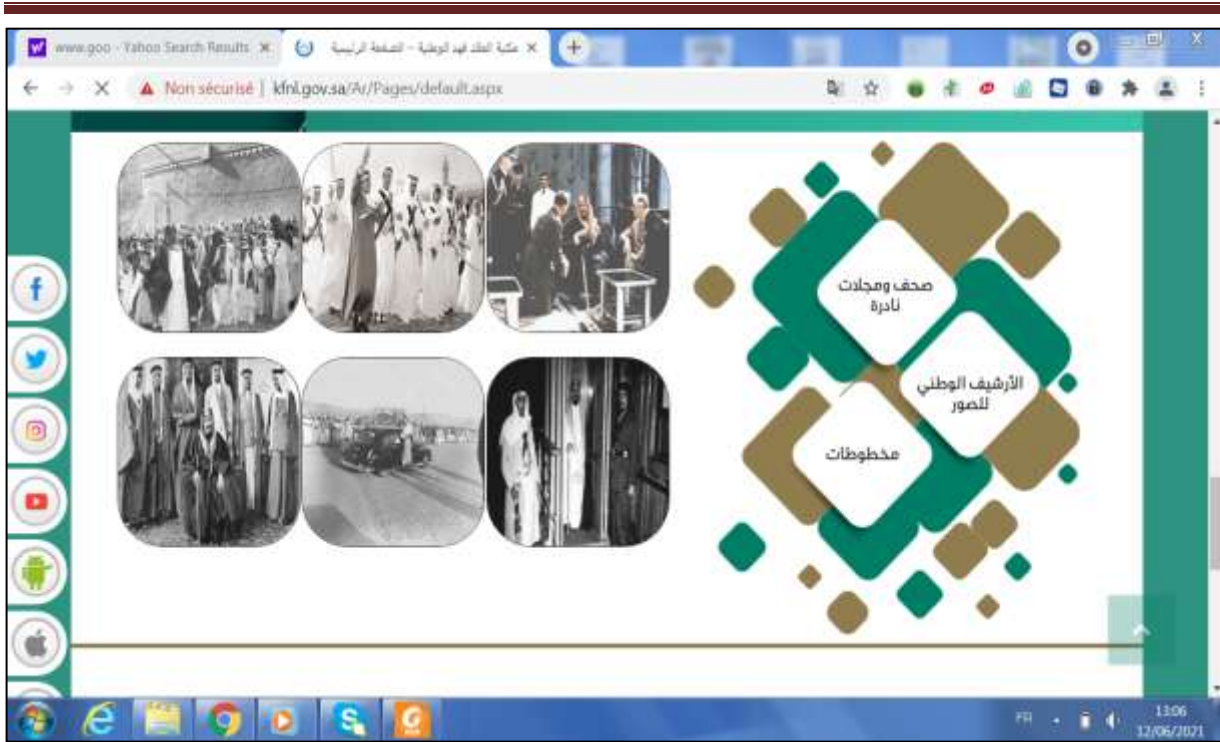 www.goo - Yahoo Search Results
مكتبة الملك فهد الوطنية - الصفحة الرئيسية
Non sécurisé | kfnl.gov.sa/Ar/Pages/default.aspx
صحف ومجلات
نادرة
الأرشيف الوطني
للصور
مخطوطات
FR
13:06
12/06/2021